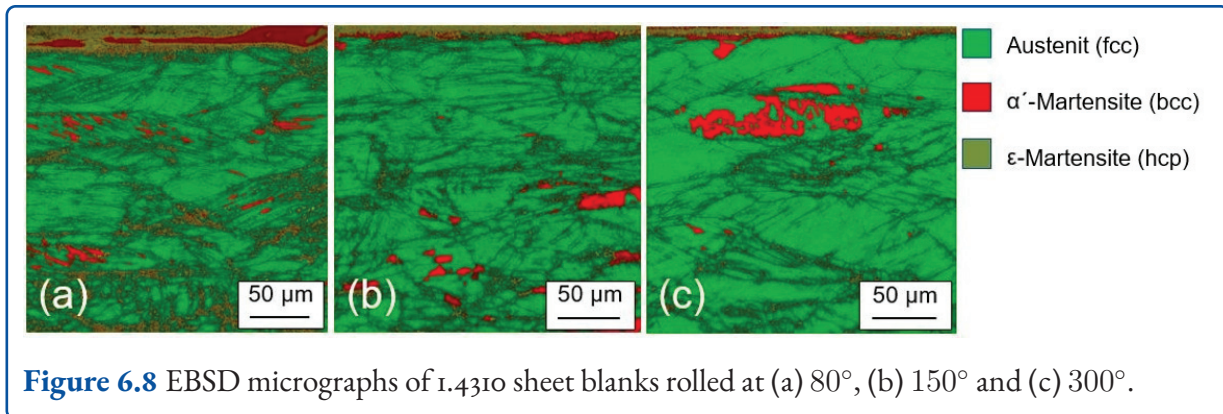 Austenit (fcc)
α´-Martensite (bcc)
ε-Martensite (hcp)
(a)
50 µm
(b)
50 µm
(c)
50 µm
Figure 6.8 EBSD micrographs of 1.4310 sheet blanks rolled at (a) 80°, (b) 150° and (c) 300°.